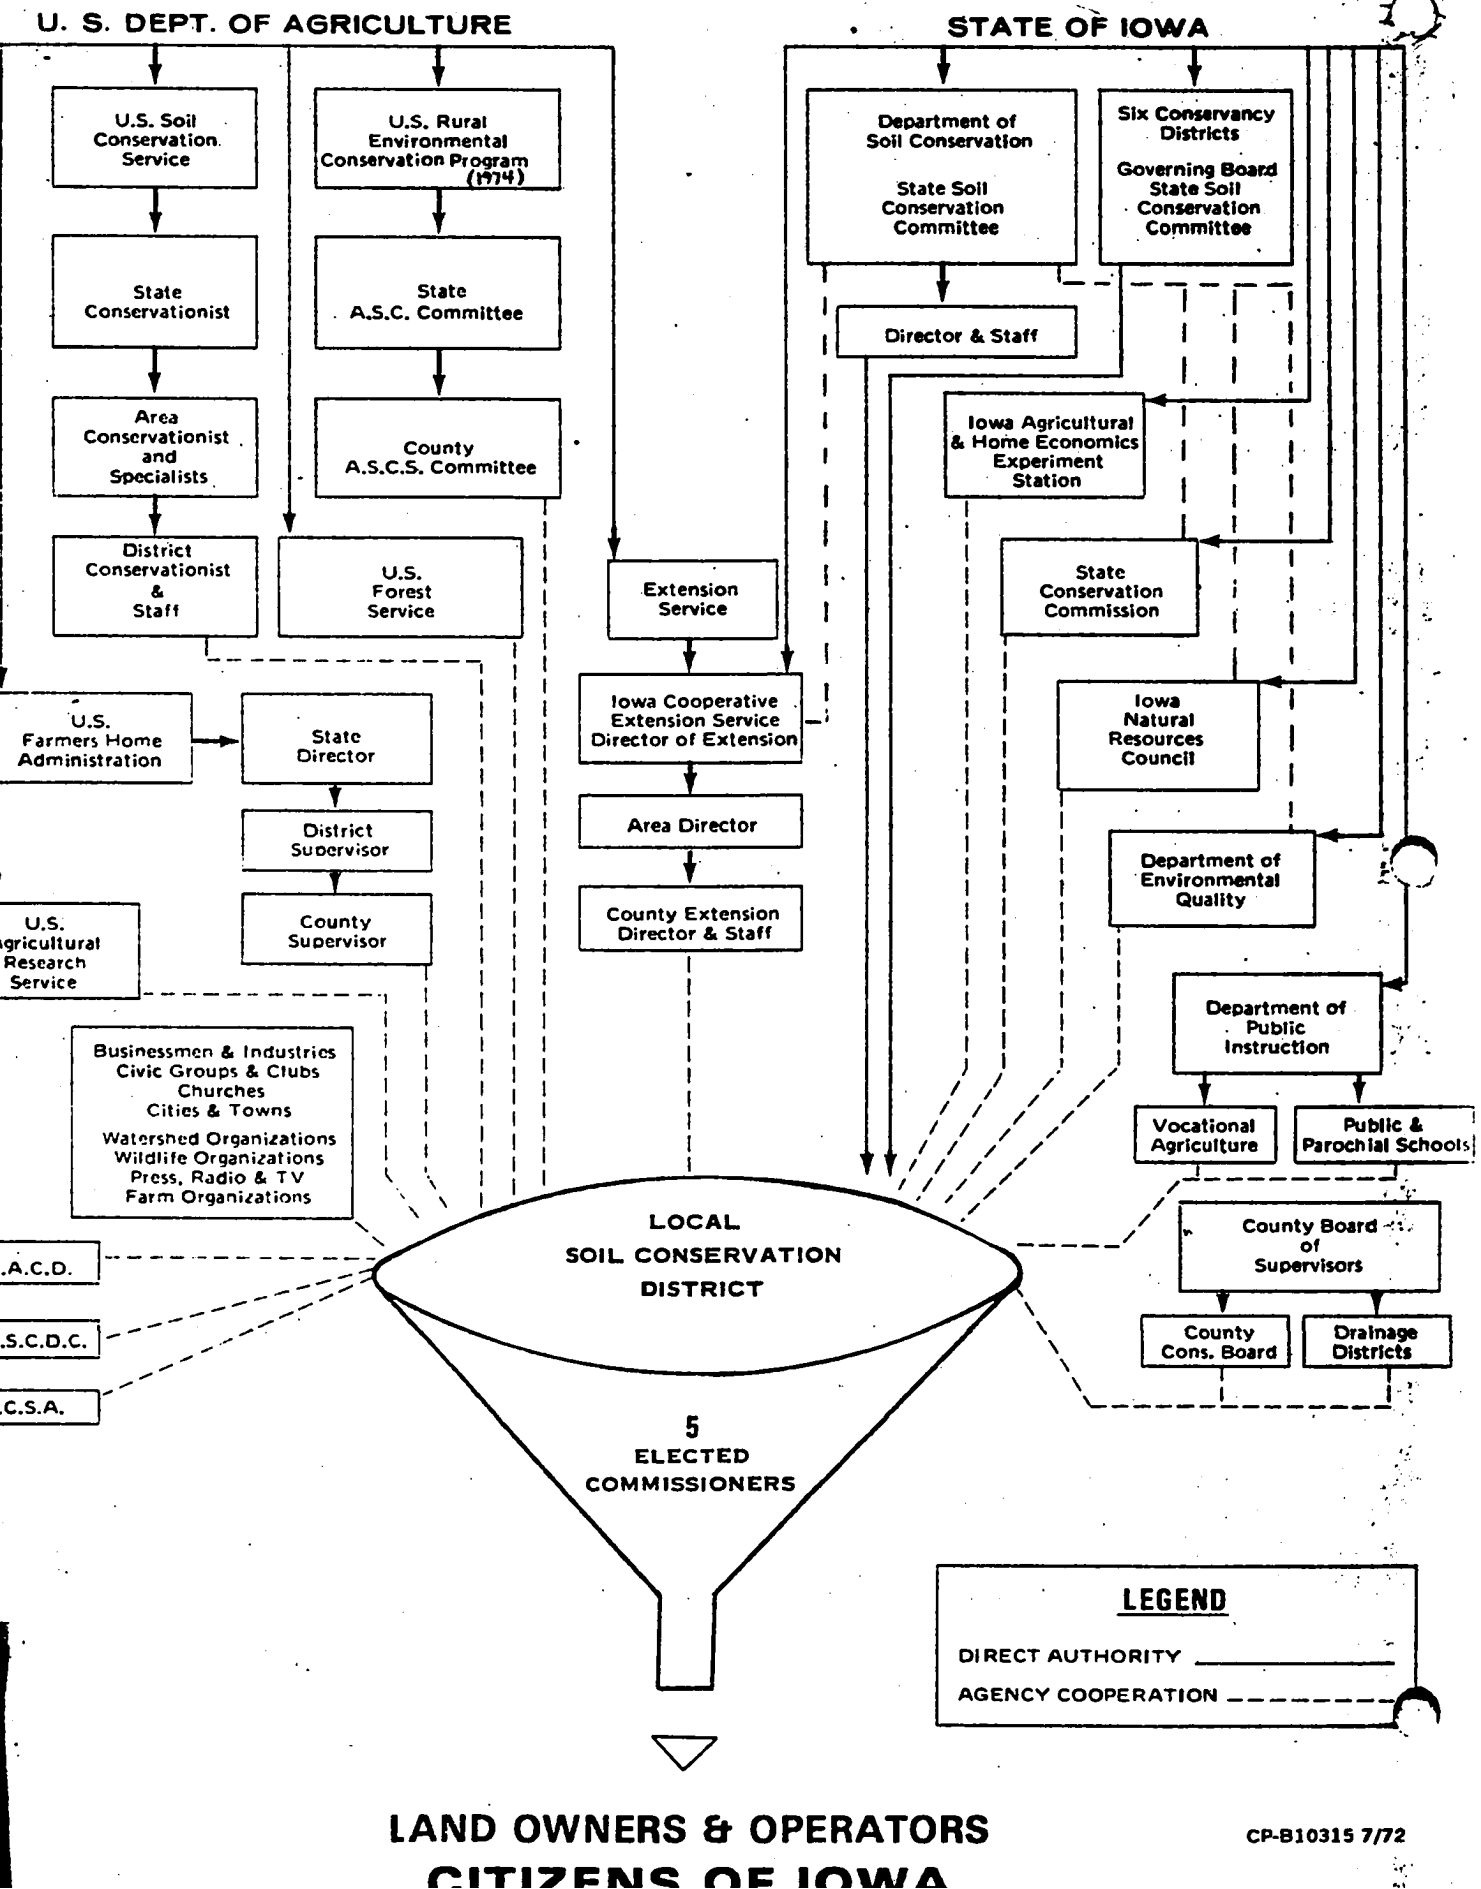 U. S. DEPT. OF AGRICULTURE
STATE OF IOWA
U.S. Soil
Conservation
Service
U.S. Rural
Environmental
Conservation Program
(1974)
Department of
Soil Conservation
State Soil
Conservation
Committee
Six Conservancy
Districts
Governing Board
State Soil
Conservation
Committee
State
Conservationist
State
A.S.C. Committee
Director & Staff
Area
Conservationist
and
Specialists
County
A.S.C.S. Committee
Iowa Agricultural
& Home Economics
Experiment
Station
District
Conservationist
&
Staff
U.S.
Forest
Service
Extension
Service
State
Conservation
Commission
U.S.
Farmers Home
Administration
State
Director
Iowa Cooperative
Extension Service
Director of Extension
Iowa
Natural
Resources
Council
District
Supervisor
Area Director
Department of
Environmental
Quality
U.S.
gricultural
Research
Service
County
Supervisor
County Extension
Director & Staff
Department of
Public
Instruction
Businessmen & Industries
Civic Groups & Clubs
Churches
Cities & Towns
Watershed Organizations
Wildlife Organizations
Press, Radio & TV
Farm Organizations
Vocational
Agriculture
Public &
Parochial Schools
LOCAL
SOIL CONSERVATION
DISTRICT
County Board
of
Supervisors
.A.C.D.
.S.C.D.C.
.C.S.A.
County
Cons. Board
Drainage
Districts
5
ELECTED
COMMISSIONERS
LEGEND
DIRECT AUTHORITY
AGENCY COOPERATION
LAND OWNERS & OPERATORS
CITIZENS OF IOWA
CP-B10315 7/72